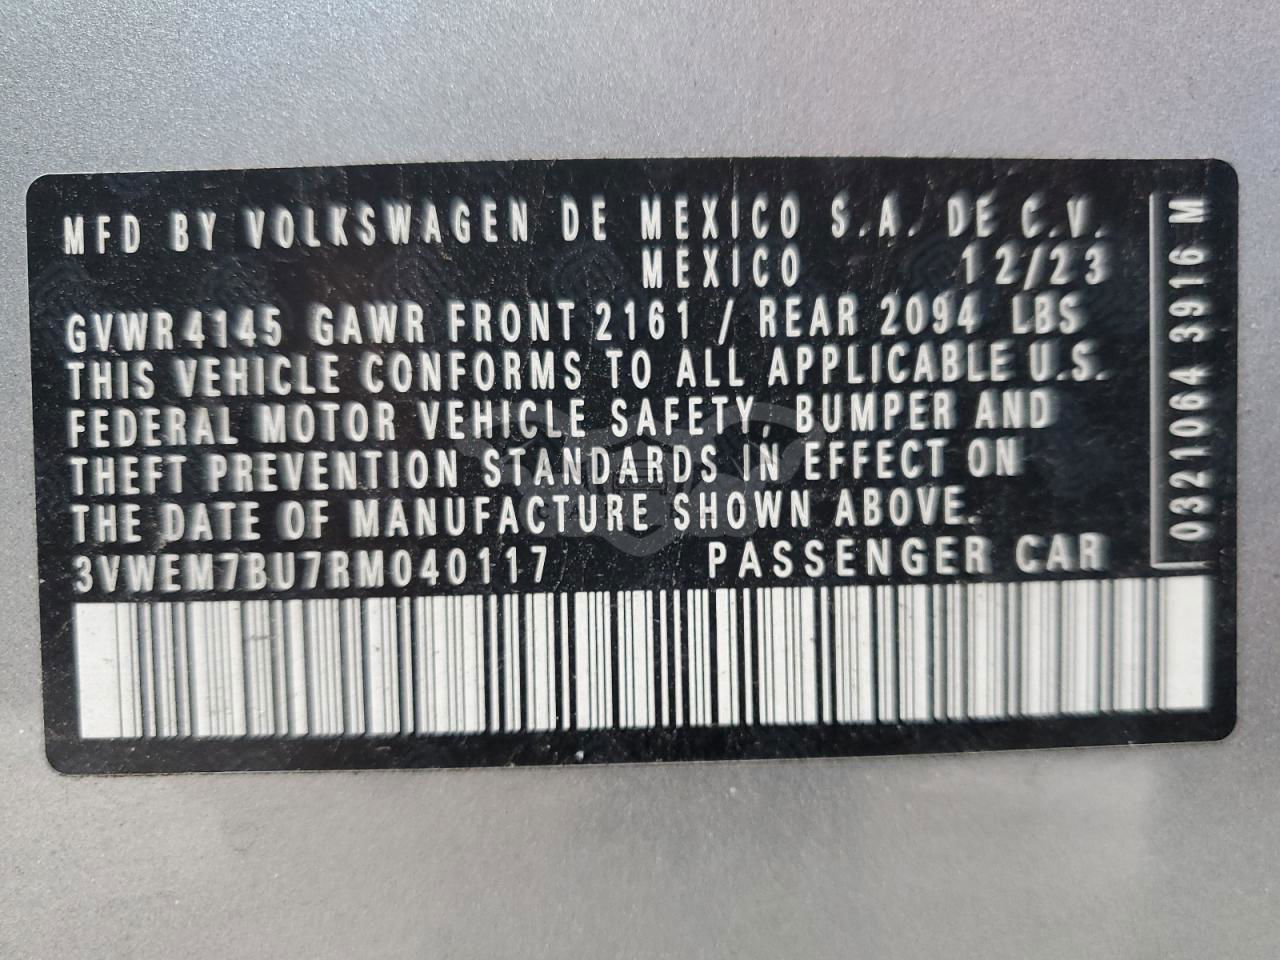 MFD BY VOLKSWAGEN DE MEXICO S.A. DE C.V.
MEXICO 12/23
GVWR4145 GAWR FRONT 2161 / REAR 2094 LBS
THIS VEHICLE CONFORMS TO ALL APPLICABLE U.S.
FEDERAL MOTOR VEHICLE SAFETY, BUMPER AND
THEFT PREVENTION STANDARDS IN EFFECT ON
THE DATE OF MANUFACTURE SHOWN ABOVE.
3VWEM7BU7RM040117 PASSENGER CAR
0321064 3916 M